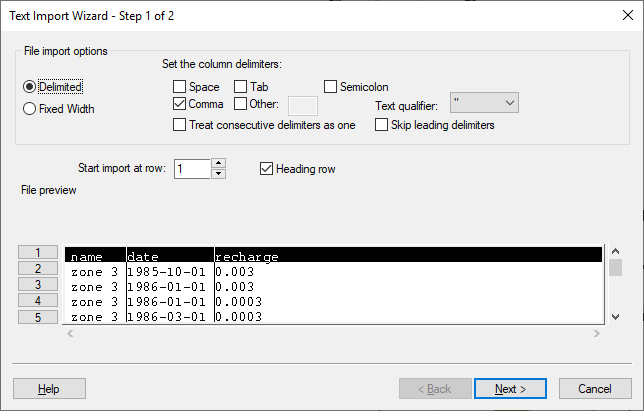 Text Import Wizard - Step 1 of 2
File import options
Set the column delimiters:
Delimited
Space
Tab
Semicolon
Fixed Width
Comma
Other:
Text qualifier: "
Treat consecutive delimiters as one
Skip leading delimiters
Start import at row: 1
Heading row
File preview
1 name date recharge
2 zone 3 1985-10-01 0.003
3 zone 3 1986-01-01 0.003
4 zone 3 1986-01-01 0.0003
5 zone 3 1986-03-01 0.0003
Help
< Back
Next >
Cancel